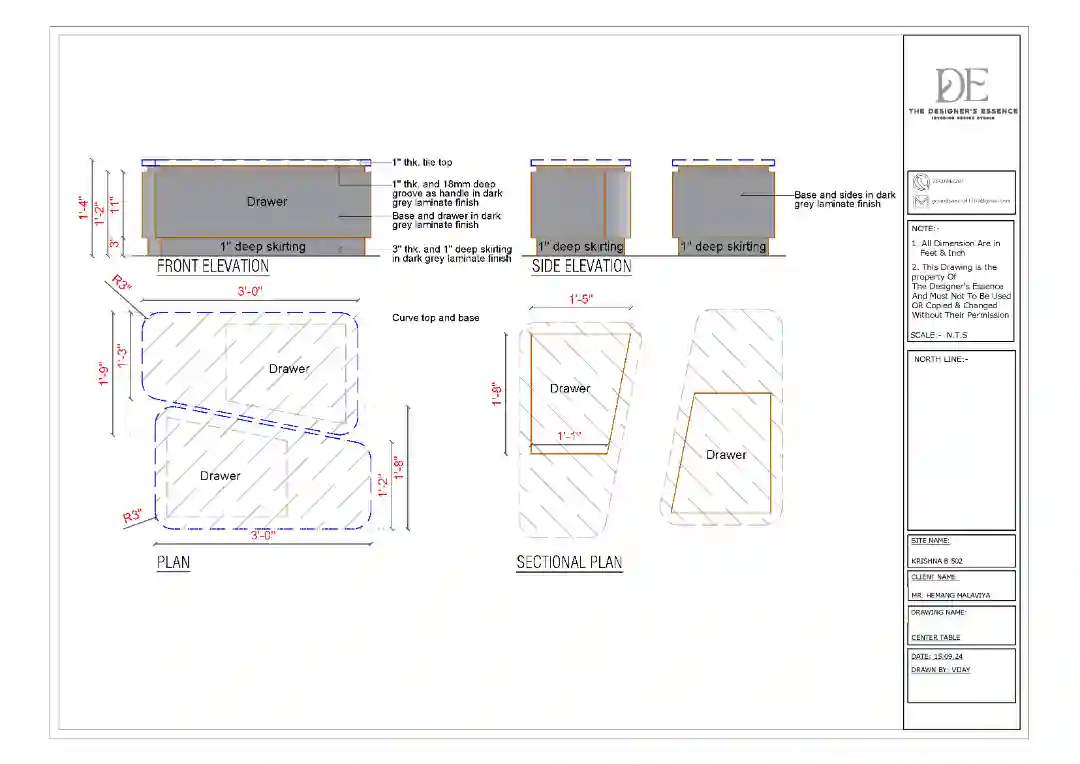 1" thk. tile top
1" thk. and 18mm deep
groove as handle in dark
grey laminate finish
Base and drawer in dark
grey laminate finish
3" thk. and 1" deep skirting
in dark grey laminate finish
Drawer
1" deep skirting
1'-4"
1'-2"
11"
3"
FRONT ELEVATION
1" deep skirting
1" deep skirting
Base and sides in dark
grey laminate finish
SIDE ELEVATION
R3"
3'-0"
Curve top and base
1'-9"
1'-3"
Drawer
Drawer
1'-2"
1'-8"
R3"
3'-0"
PLAN
1'-5"
1'-8"
Drawer
1'-1"
Drawer
SECTIONAL PLAN
DE
THE DESIGNER'S ESSENCE
INTERIOR DESIGN STUDIO
NOTE:-
1. All Dimension Are in
Feet & Inch
2. This Drawing is the
property Of
The Designer's Essence
And Must Not To Be Used
OR Copied & Changed
Without Their Permission
SCALE:- N.T.S
NORTH LINE:-
SITE NAME:
KRISHNA B 502
CLIENT NAME
MR. HEMANG MALAVIYA
DRAWING NAME:
CENTER TABLE
DATE: 15.09.24
DRAWN BY: VIJAY